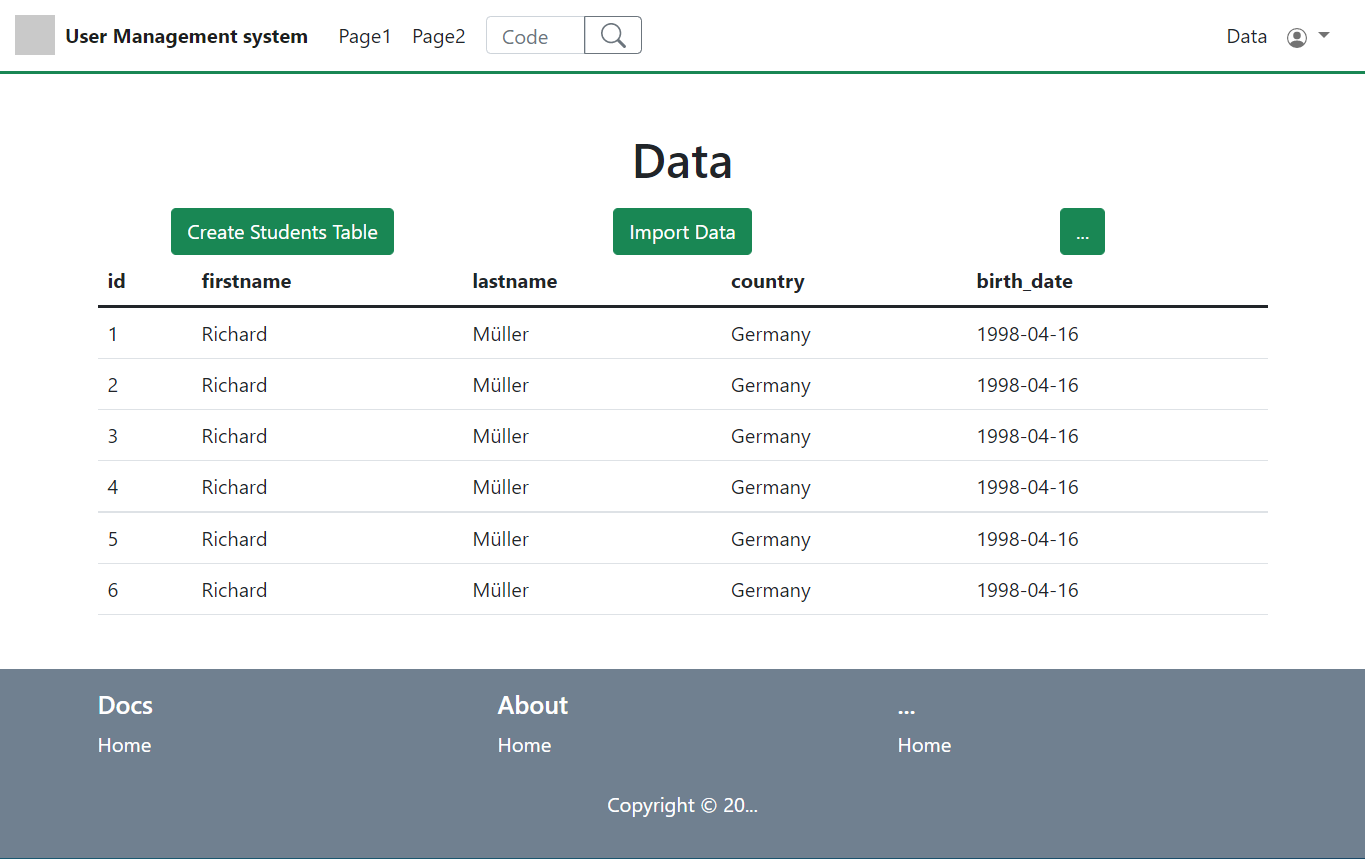 User Management system Page1 Page2 Code Data
Data
Create Students Table Import Data ...
id firstname lastname country birth_date
1 Richard Müller Germany 1998-04-16
2 Richard Müller Germany 1998-04-16
3 Richard Müller Germany 1998-04-16
4 Richard Müller Germany 1998-04-16
5 Richard Müller Germany 1998-04-16
6 Richard Müller Germany 1998-04-16
Docs About ...
Home Home Home
Copyright © 20...